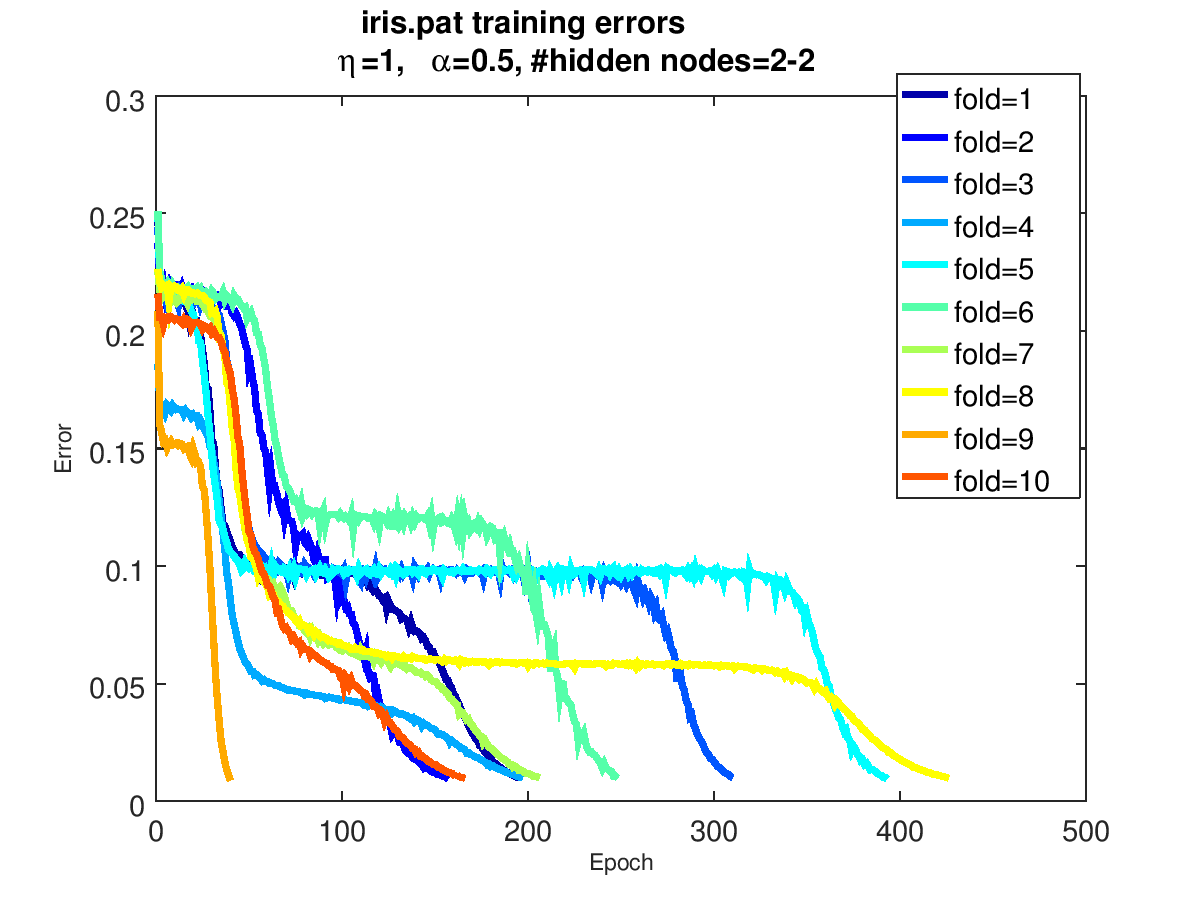 iris.pat training errors
η=1, α=0.5, #hidden nodes=2-2
0.3
0.25
0.2
0.15
0.1
0.05
0
Error
0 100 200 300 400 500
Epoch
fold=1
fold=2
fold=3
fold=4
fold=5
fold=6
fold=7
fold=8
fold=9
fold=10